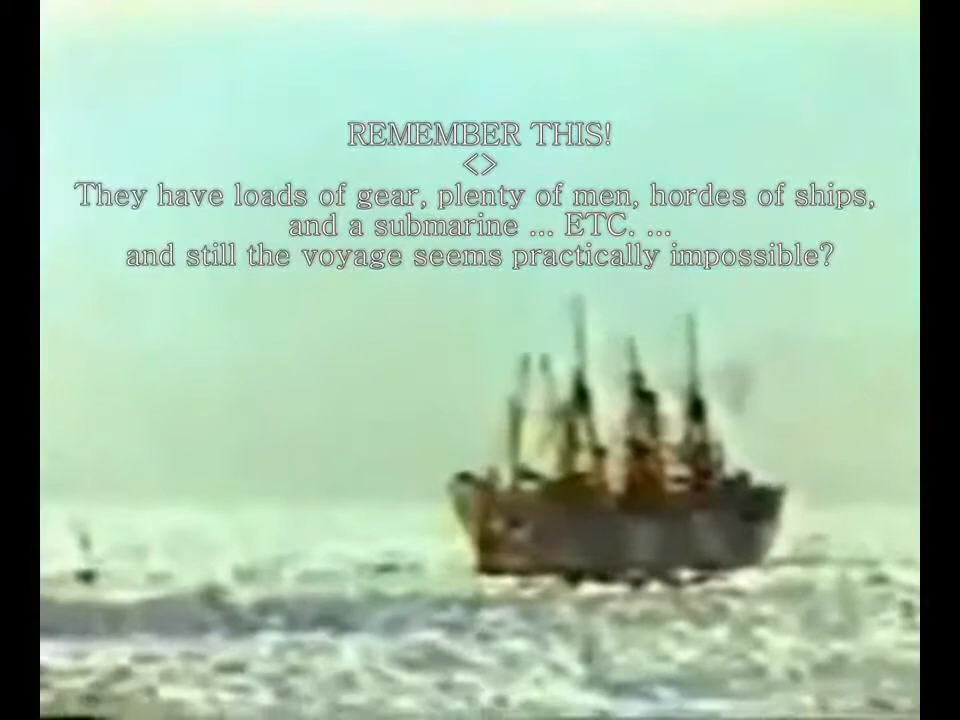 REMEMBER THIS!
<>
They have loads of gear, plenty of men, hordes of ships,
and a submarine ... ETC. ...
and still the voyage seems practically impossible?